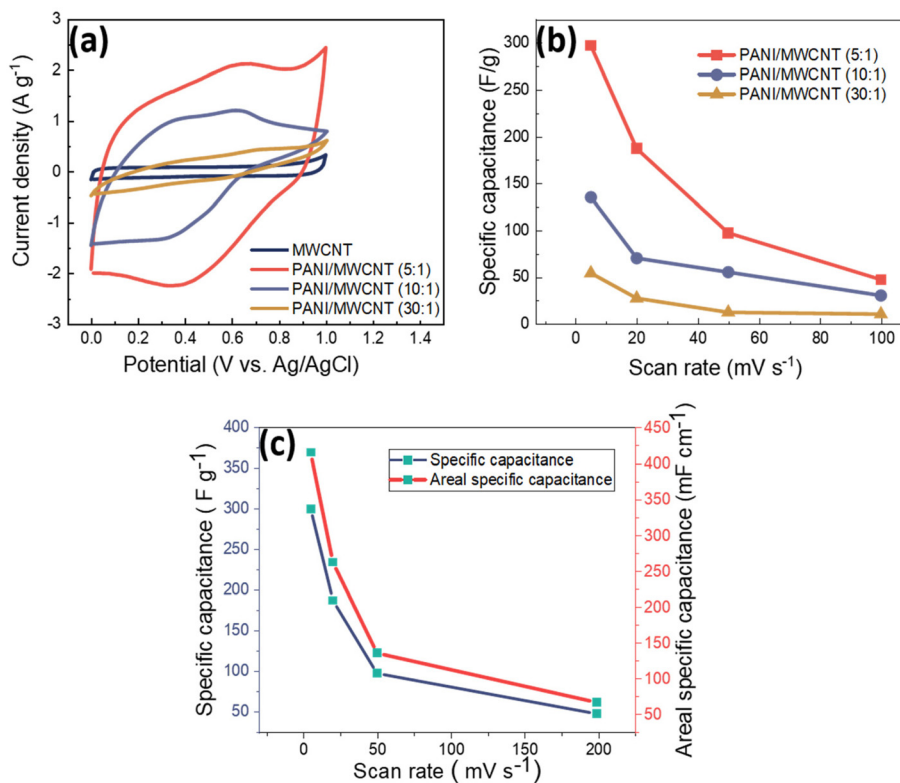 (a)
3
2
1
0
-1
-2
-3
Current density (A g⁻¹)
MWCNT
PANI/MWCNT (5:1)
PANI/MWCNT (10:1)
PANI/MWCNT (30:1)
0.0 0.2 0.4 0.6 0.8 1.0 1.2 1.4
Potential (V vs. Ag/AgCl)
(b)
300
250
200
150
100
50
0
Specific capacitance (F/g)
PANI/MWCNT (5:1)
PANI/MWCNT (10:1)
PANI/MWCNT (30:1)
0 20 40 60 80 100
Scan rate (mV s⁻¹)
(c)
400
350
300
250
200
150
100
50
Specific capacitance ( F g⁻¹)
Specific capacitance
Areal specific capacitance
450
400
350
300
250
200
150
100
50
Areal specific capacitance (mF cm⁻¹)
0 25 50 75 100 125 150 175 200
Scan rate ( mV s⁻¹)